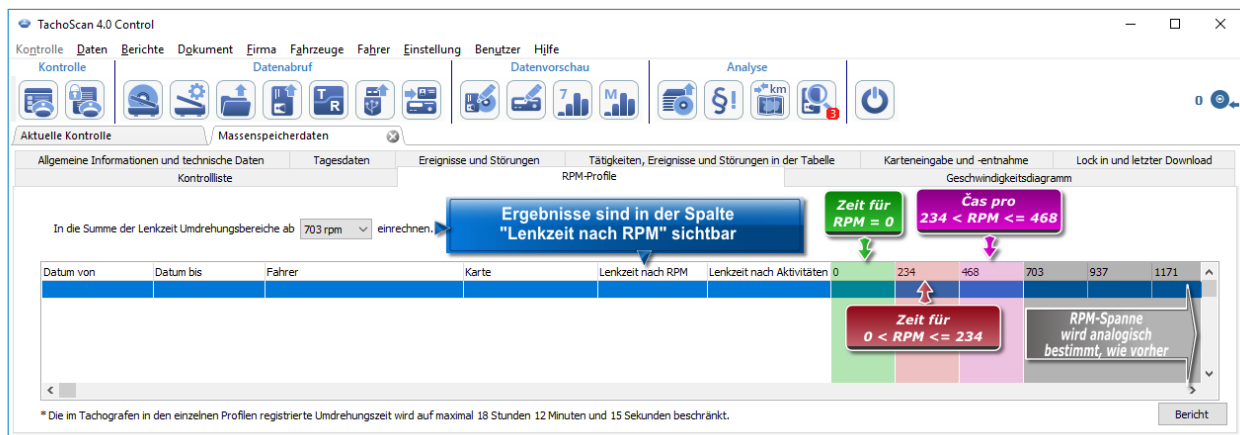 TachoScan 4.0 Control
Kontrolle Daten Berichte Dokument Firma Fahrzeuge Fahrer Einstellung Benutzer Hilfe
Kontrolle Datenabruf Datenvorschau Analyse
T R 7 M §! km 3 0
Aktuelle Kontrolle Massenspeicherdaten
Allgemeine Informationen und technische Daten Tagesdaten Ereignisse und Störungen Tätigkeiten, Ereignisse und Störungen in der Tabelle Karteneingabe und -entnahme Lock in und letzter Download
Kontrollliste RPM-Profile Geschwindigkeitsdiagramm
In die Summe der Lenkzeit Umdrehungsbereiche ab 703 rpm einrechnen.
Ergebnisse sind in der Spalte
"Lenkzeit nach RPM" sichtbar
Zeit für
RPM = 0
Čas pro
234 < RPM <= 468
Datum von Datum bis Fahrer Karte Lenkzeit nach RPM Lenkzeit nach Aktivitäten 0 234 468 703 937 1171
Zeit für
0 < RPM <= 234
RPM-Spanne
wird analogisch
bestimmt, wie vorher
* Die im Tachografen in den einzelnen Profilen registrierte Umdrehungszeit wird auf maximal 18 Stunden 12 Minuten und 15 Sekunden beschränkt.
Bericht